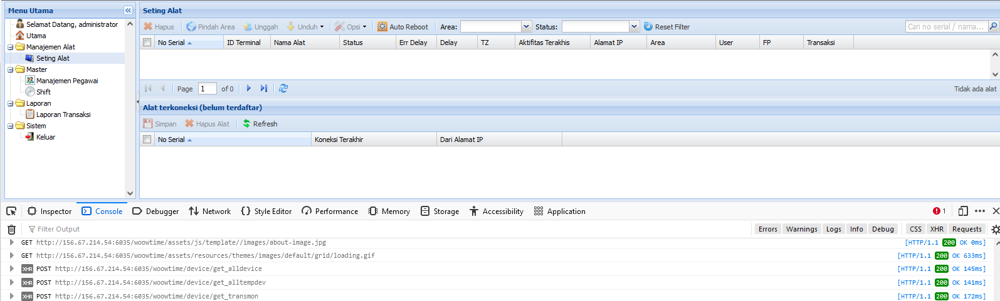 Menu Utama
Selamat Datang, administrator
Utama
Manajemen Alat
Seting Alat
Master
Manajemen Pegawai
Shift
Laporan
Laporan Transaksi
Sistem
Keluar
Seting Alat
Hapus Pindah Area Unggah Unduh Opsi Auto Reboot Area: Status: Reset Filter Cari no serial / nama...
No Serial ID Terminal Nama Alat Status Err Delay Delay TZ Aktifitas Terakhis Alamat IP Area User FP Transaksi
Page 1 of 0 Tidak ada alat
Alat terkoneksi (belum terdaftar)
Simpan Hapus Alat Refresh
No Serial Koneksi Terakhir Dari Alamat IP
Inspector Console Debugger Network Style Editor Performance Memory Storage Accessibility Application 1
Filter Output Errors Warnings Logs Info Debug CSS XHR Requests
GET http://156.67.214.54:6035/woowtime/assets/js/template//images/about-image.jpg [HTTP/1.1 200 OK 0ms]
GET http://156.67.214.54:6035/woowtime/assets/resources/themes/images/default/grid/loading.gif [HTTP/1.1 200 OK 633ms]
XHR POST http://156.67.214.54:6035/woowtime/device/get_alldevice [HTTP/1.1 200 OK 145ms]
XHR POST http://156.67.214.54:6035/woowtime/device/get_alltempdev [HTTP/1.1 200 OK 141ms]
XHR POST http://156.67.214.54:6035/woowtime/device/get_transmon [HTTP/1.1 200 OK 172ms]